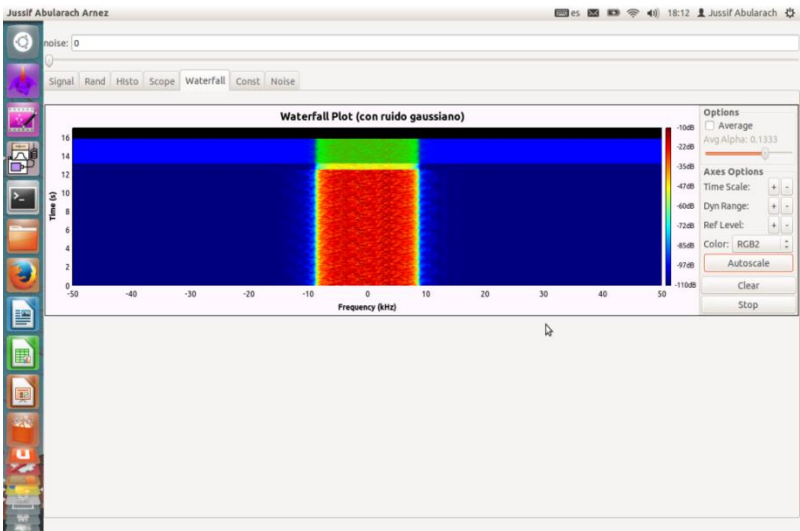 Jussif Abularach Arnez
es 18:12 Jussif Abularach
noise: 0
Signal Rand Histo Scope Waterfall Const Noise
Waterfall Plot (con ruido gaussiano)
Time (s)
16
14
12
10
8
6
4
2
0
-50 -40 -30 -20 -10 0 10 20 30 40 50
Frequency (kHz)
-10dB
-22dB
-35dB
-47dB
-60dB
-72dB
-85dB
-97dB
-110dB
Options
Average
Avg Alpha: 0.1333
Axes Options
Time Scale: + -
Dyn Range: + -
Ref Level: + -
Color: RGB2
Autoscale
Clear
Stop